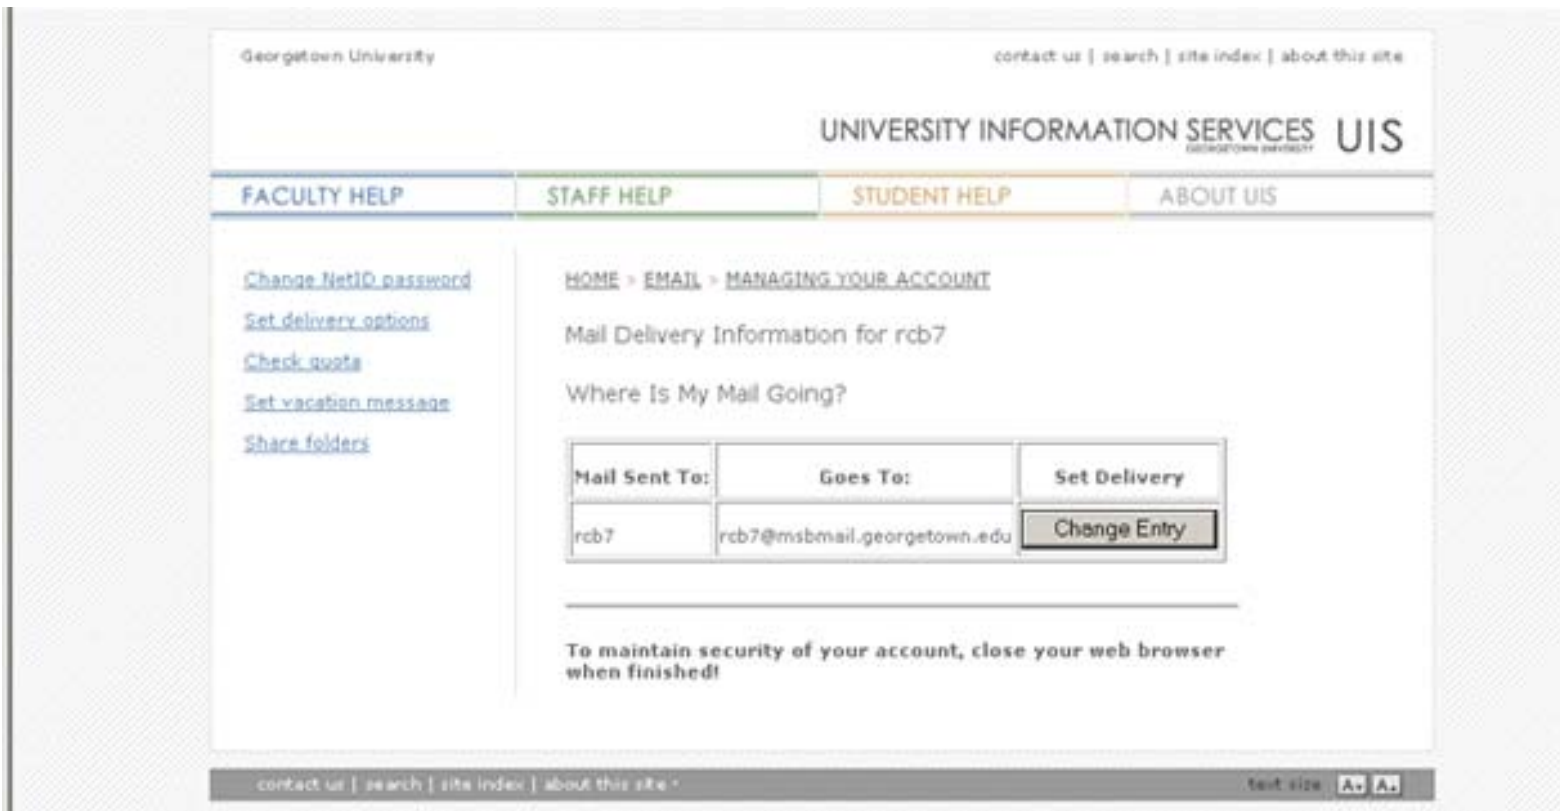 Georgetown University
contact us | search | site index | about this site
UNIVERSITY INFORMATION SERVICES UIS
GEORGETOWN UNIVERSITY
FACULTY HELP STAFF HELP STUDENT HELP ABOUT UIS
Change NetID password
Set delivery options
Check quota
Set vacation message
Share folders
HOME > EMAIL > MANAGING YOUR ACCOUNT
Mail Delivery Information for rcb7
Where Is My Mail Going?
Mail Sent To: Goes To: Set Delivery
rcb7 rcb7@msbmail.georgetown.edu Change Entry
To maintain security of your account, close your web browser
when finished!
contact us | search | site index | about this site
text size A A